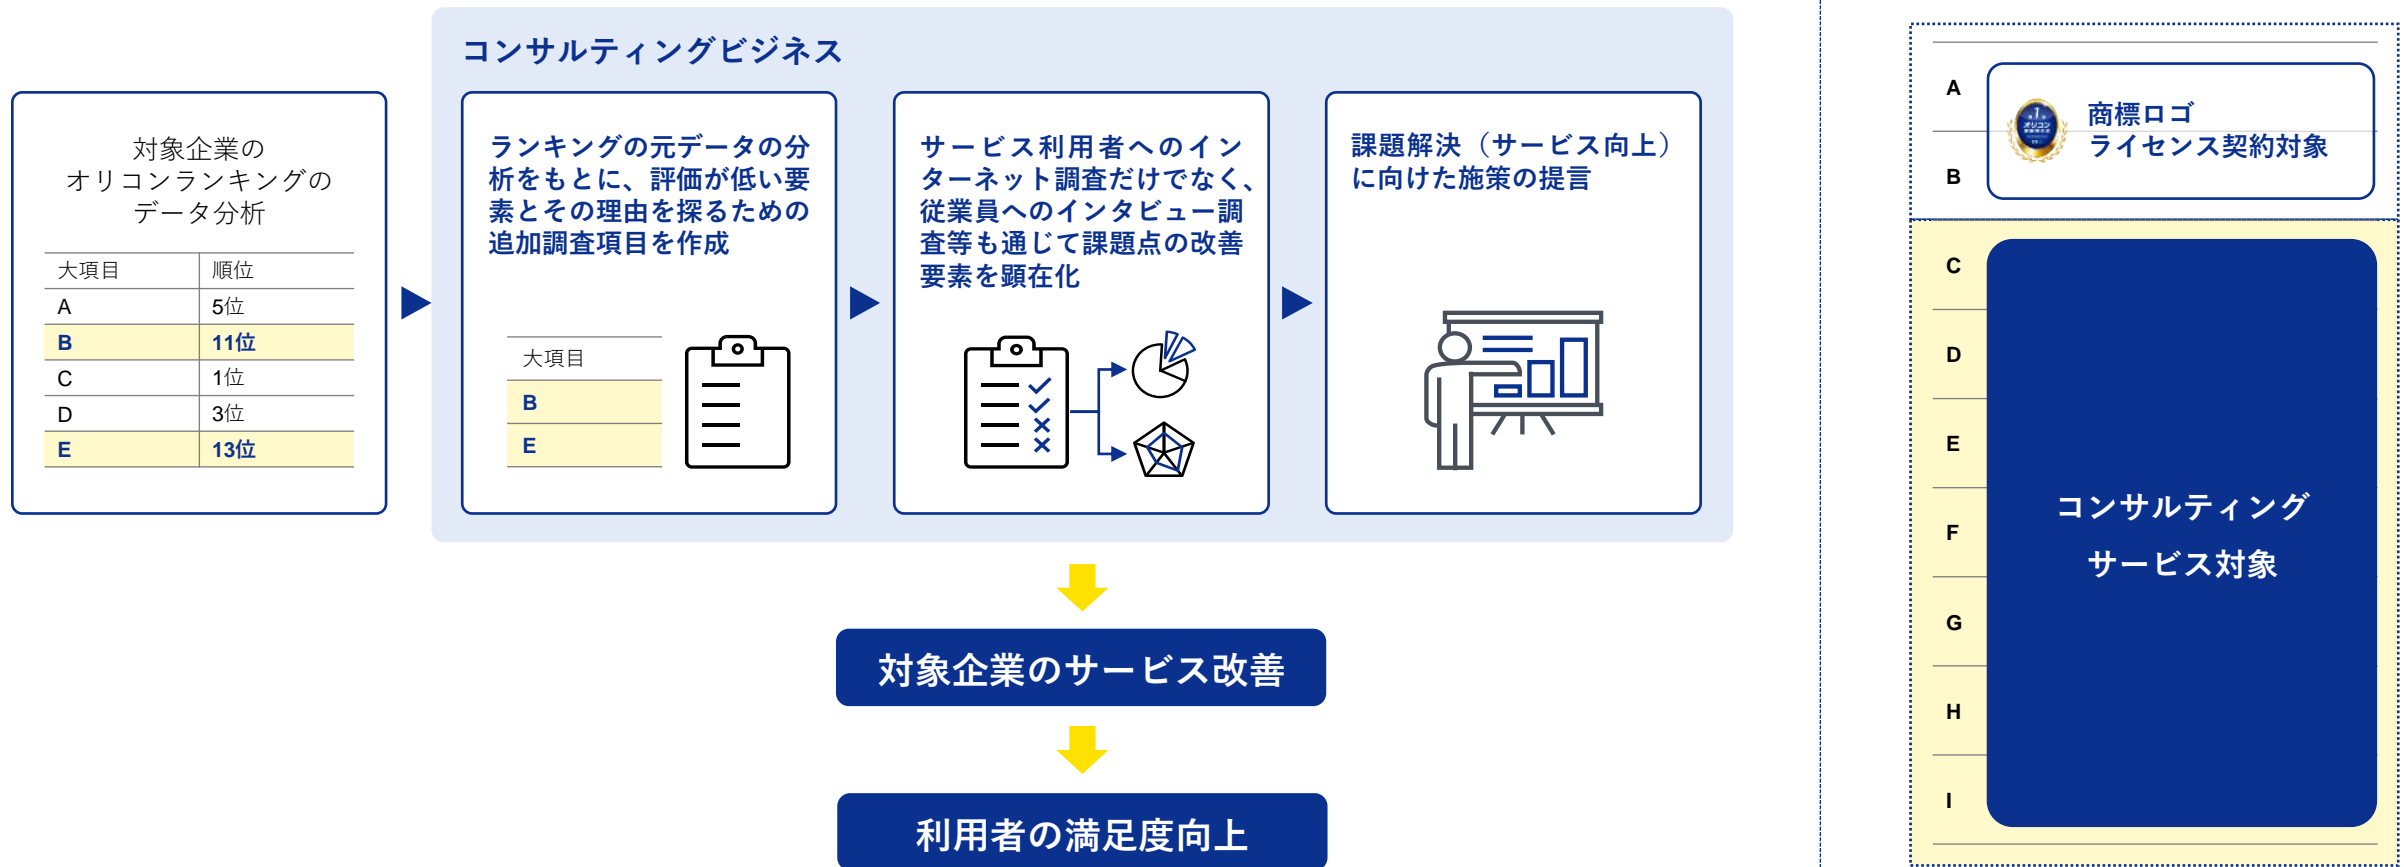 コンサルティングビジネス
対象企業の
オリコンランキングの
データ分析
大項目 順位
A 5位
B 11位
C 1位
D 3位
E 13位
ランキングの元データの分
析をもとに、評価が低い要
素とその理由を探るための
追加調査項目を作成
大項目
B
E
サービス利用者へのイン
ターネット調査だけでなく、
従業員へのインタビュー調
査等も通じて課題点の改善
要素を顕在化
課題解決（サービス向上）
に向けた施策の提言
対象企業のサービス改善
利用者の満足度向上
A
B
オリコン
商標ロゴ
ライセンス契約対象
C
D
E
F
G
H
I
コンサルティング
サービス対象